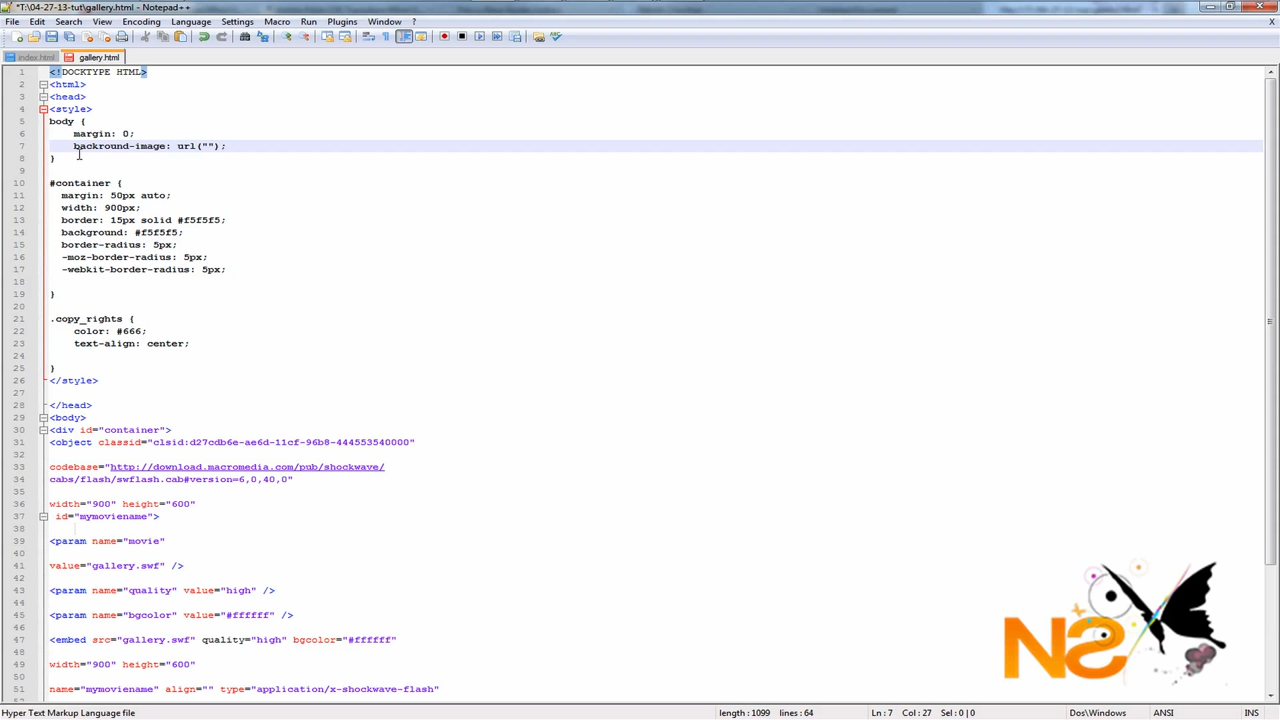 *T:\04-27-13-tut\gallery.html - Notepad++
File Edit Search View Encoding Language Settings Macro Run Plugins Window ?
index.html gallery.html
1 <!DOCKTYPE HTML>
2 <html>
3 <head>
4 <style>
5 body {
6 margin: 0;
7 backround-image: url("");
8 }
9
10 #container {
11 margin: 50px auto;
12 width: 900px;
13 border: 15px solid #f5f5f5;
14 background: #f5f5f5;
15 border-radius: 5px;
16 -moz-border-radius: 5px;
17 -webkit-border-radius: 5px;
18
19 }
20
21 .copy_rights {
22 color: #666;
23 text-align: center;
24
25 }
26 </style>
27
28 </head>
29 <body>
30 <div id="container">
31 <object classid="clsid:d27cdb6e-ae6d-11cf-96b8-444553540000"
32
33 codebase="http://download.macromedia.com/pub/shockwave/
34 cabs/flash/swflash.cab#version=6,0,40,0"
35
36 width="900" height="600"
37 id="mymoviename">
38
39 <param name="movie"
40
41 value="gallery.swf" />
42
43 <param name="quality" value="high" />
44
45 <param name="bgcolor" value="#ffffff" />
46
47 <embed src="gallery.swf" quality="high" bgcolor="#ffffff"
48
49 width="900" height="600"
50
51 name="mymoviename" align="" type="application/x-shockwave-flash"
Hyper Text Markup Language file length : 1099 lines : 64 Ln : 7 Col : 27 Sel : 0 | 0 Dos\Windows ANSI INS